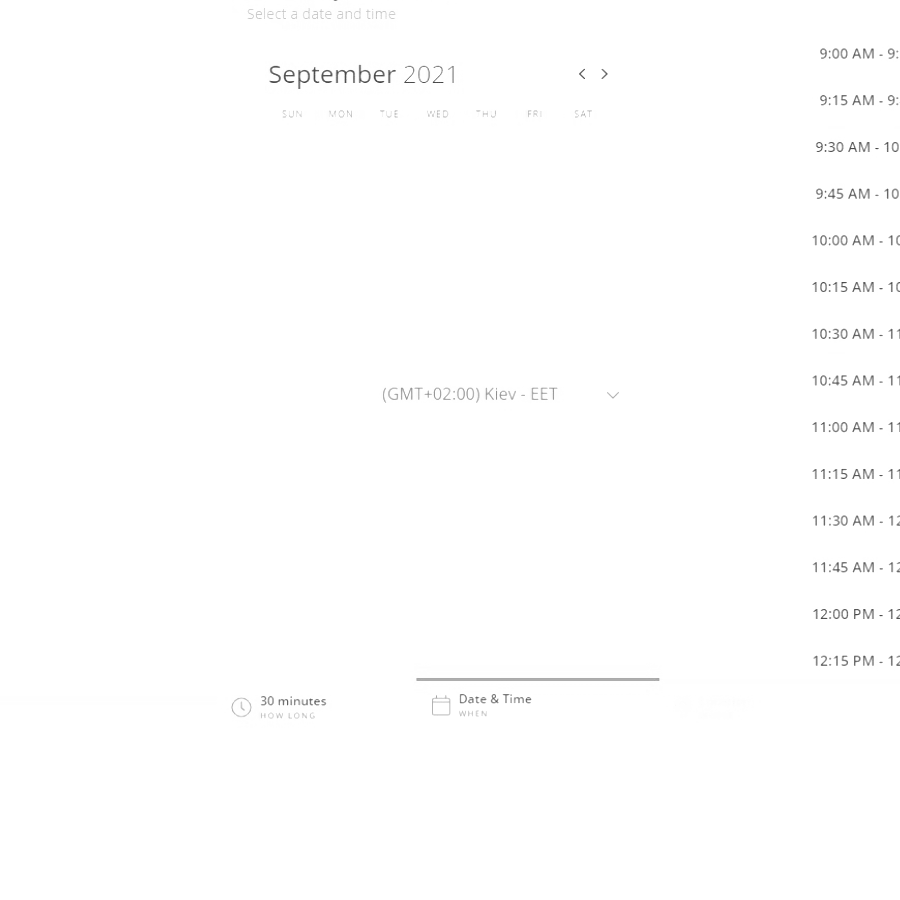 Select a date and time
September 2021
SUN MON TUE WED THU FRI SAT
(GMT+02:00) Kiev - EET
9:00 AM - 9:
9:15 AM - 9:
9:30 AM - 10
9:45 AM - 10
10:00 AM - 10
10:15 AM - 10
10:30 AM - 11
10:45 AM - 11
11:00 AM - 11
11:15 AM - 11
11:30 AM - 12
11:45 AM - 12
12:00 PM - 12
12:15 PM - 12
30 minutes
HOW LONG
Date & Time
WHEN